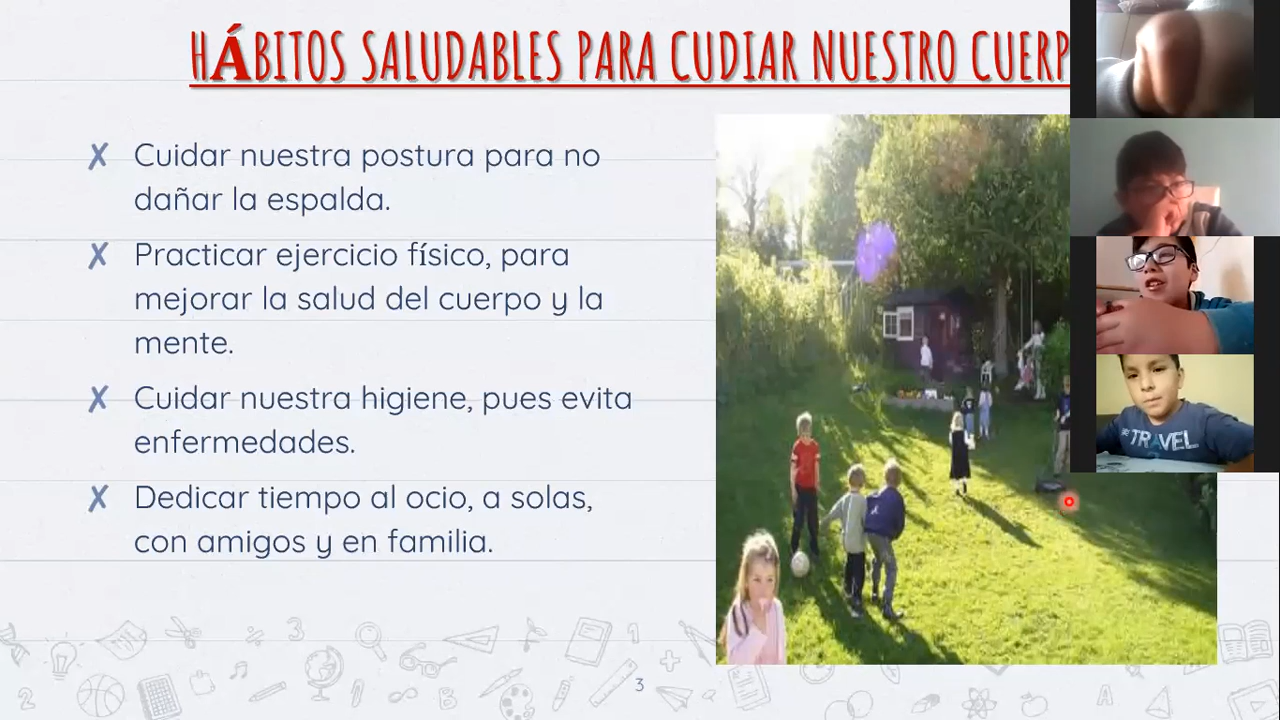 HÁBITOS SALUDABLES PARA CUDIAR NUESTRO CUERP
✗ Cuidar nuestra postura para no
dañar la espalda.
✗ Practicar ejercicio físico, para
mejorar la salud del cuerpo y la
mente.
✗ Cuidar nuestra higiene, pues evita
enfermedades.
✗ Dedicar tiempo al ocio, a solas,
con amigos y en familia.
TRAVEL
3